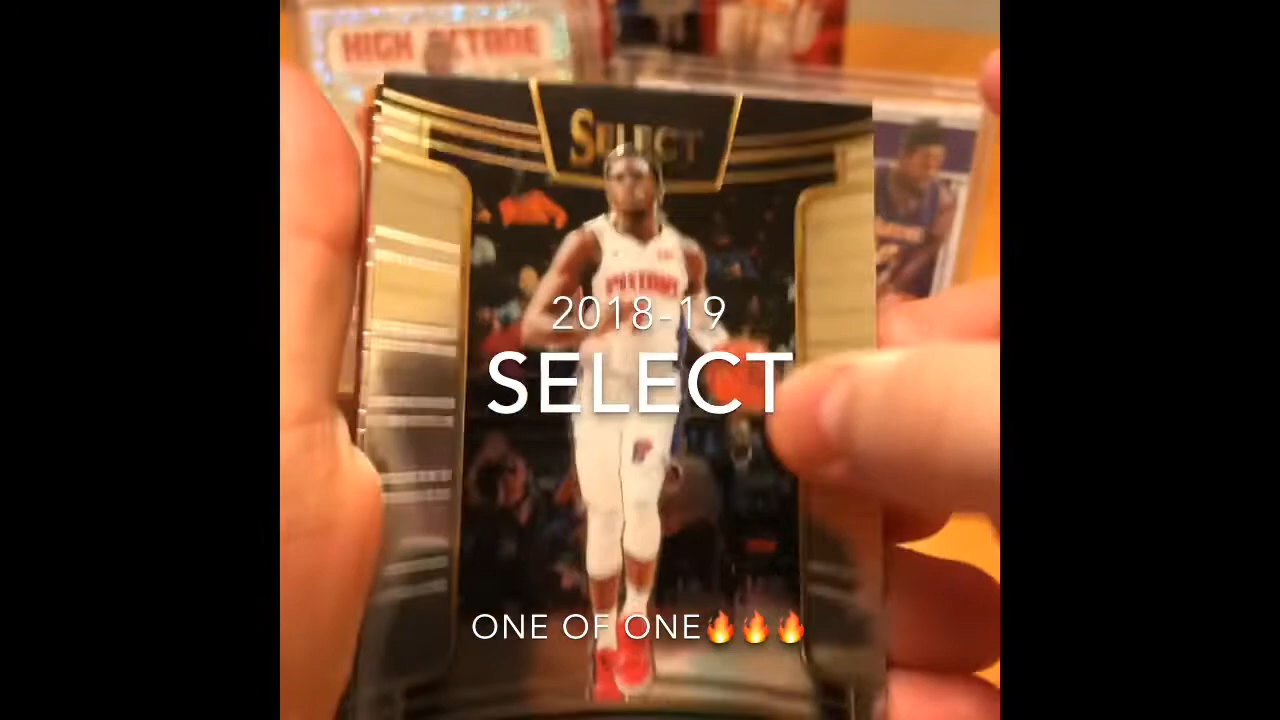 HIGH OCTANE
SELECT
PISTONS
2018-19
SELECT
ONE OF ONE🔥🔥🔥